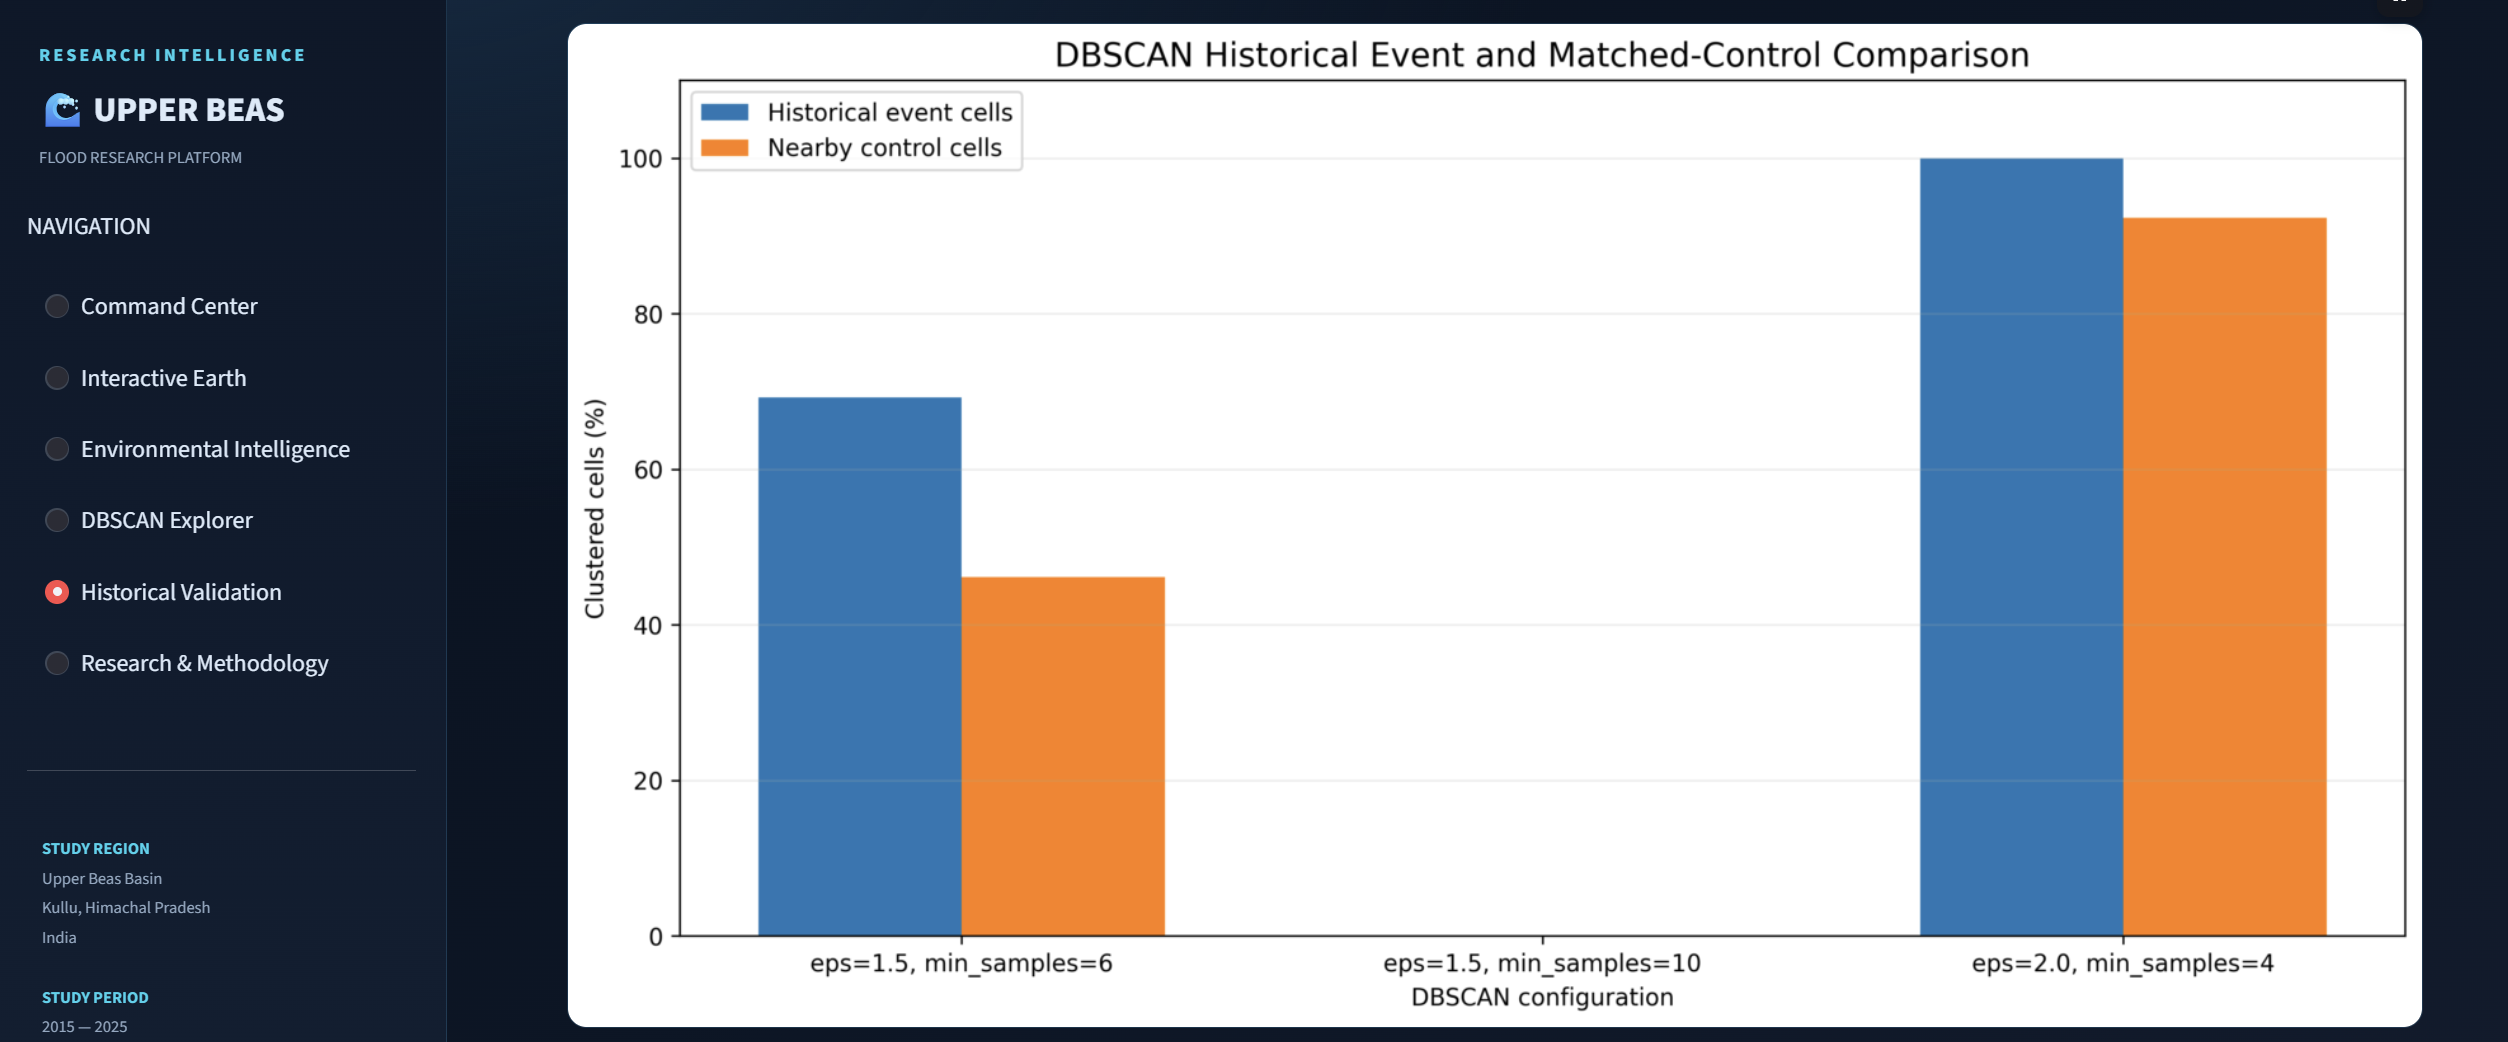 RESEARCH INTELLIGENCE
UPPER BEAS
FLOOD RESEARCH PLATFORM
NAVIGATION
Command Center
Interactive Earth
Environmental Intelligence
DBSCAN Explorer
Historical Validation
Research & Methodology
STUDY REGION
Upper Beas Basin
Kullu, Himachal Pradesh
India
STUDY PERIOD
2015 — 2025
DBSCAN Historical Event and Matched-Control Comparison
Historical event cells
Nearby control cells
Clustered cells (%)
100
80
60
40
20
0
eps=1.5, min_samples=6
eps=1.5, min_samples=10
eps=2.0, min_samples=4
DBSCAN configuration